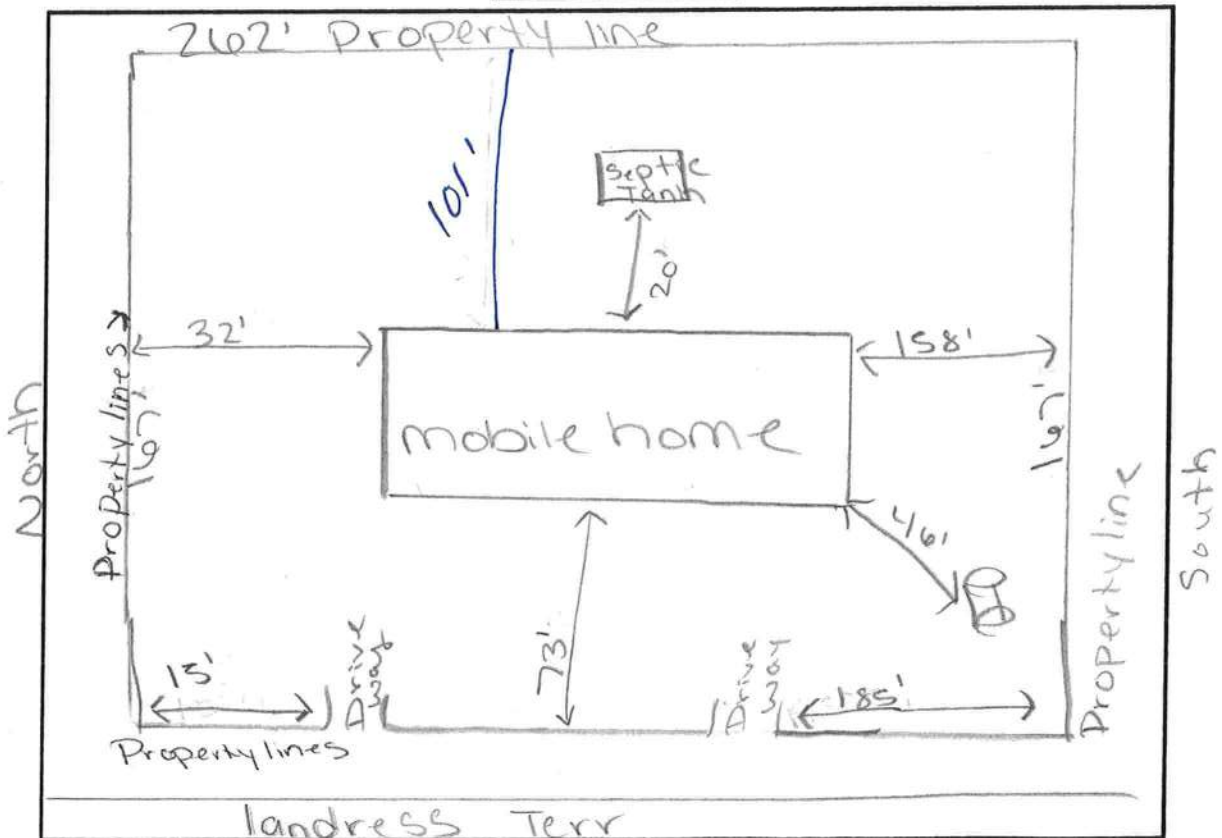 262' Property line
101'
Septic
Tank
20'
32'
158'
Property lines
167'
mobile home
167'
North
South
Property line
46'
73'
15'
Drive
way
Drive
way
185'
Property lines
landress Terr